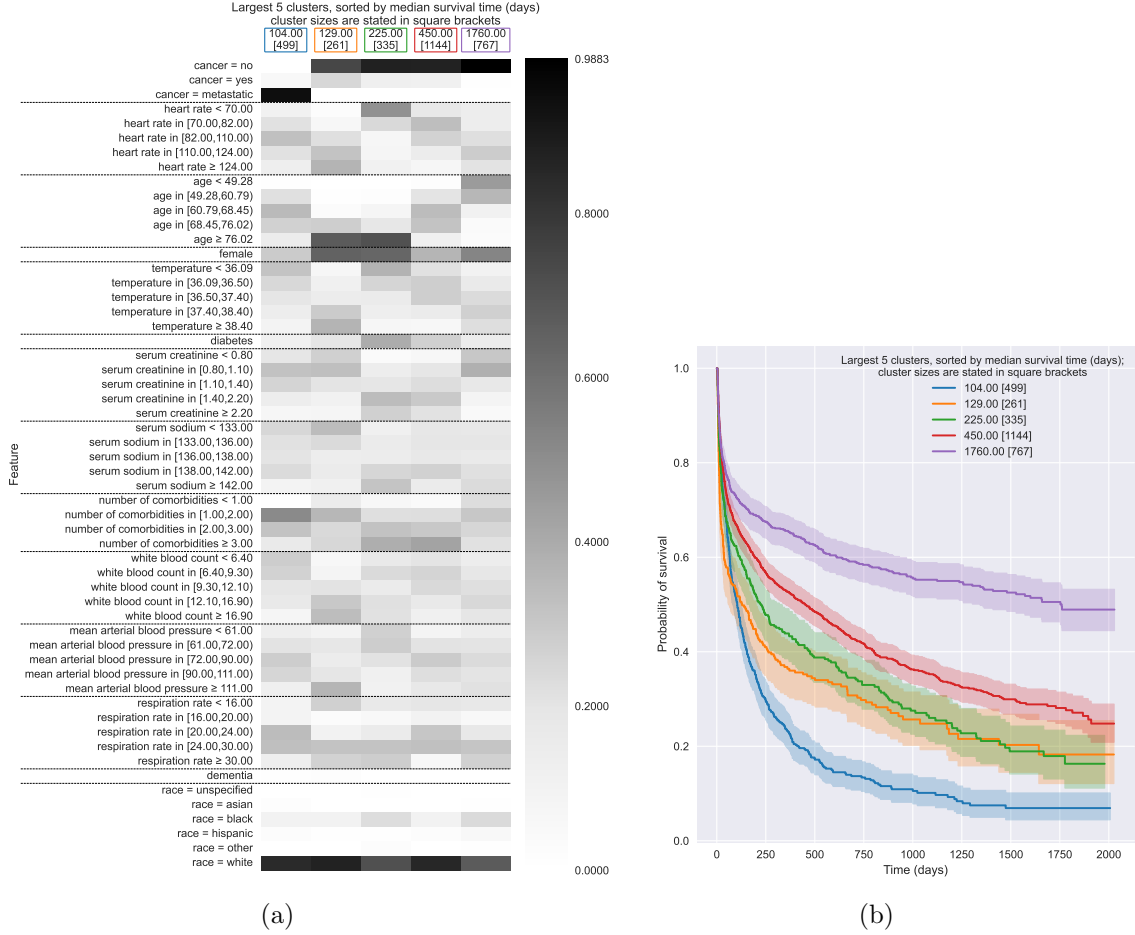 Largest 5 clusters, sorted by median survival time (days)
cluster sizes are stated in square brackets
104.00 129.00 225.00 450.00 1760.00
[499] [261] [335] [1144] [767]
cancer = no
cancer = yes
cancer = metastatic
heart rate < 70.00
heart rate in [70.00,82.00)
heart rate in [82.00,110.00)
heart rate in [110.00,124.00)
heart rate ≥ 124.00
age < 49.28
age in [49.28,60.79)
age in [60.79,68.45)
age in [68.45,76.02)
age ≥ 76.02
female
temperature < 36.09
temperature in [36.09,36.50)
temperature in [36.50,37.40)
temperature in [37.40,38.40)
temperature ≥ 38.40
diabetes
serum creatinine < 0.80
serum creatinine in [0.80,1.10)
serum creatinine in [1.10,1.40)
serum creatinine in [1.40,2.20)
serum creatinine ≥ 2.20
serum sodium < 133.00
serum sodium in [133.00,136.00)
serum sodium in [136.00,138.00)
serum sodium in [138.00,142.00)
serum sodium ≥ 142.00
number of comorbidities < 1.00
number of comorbidities in [1.00,2.00)
number of comorbidities in [2.00,3.00)
number of comorbidities ≥ 3.00
white blood count < 6.40
white blood count in [6.40,9.30)
white blood count in [9.30,12.10)
white blood count in [12.10,16.90)
white blood count ≥ 16.90
mean arterial blood pressure < 61.00
mean arterial blood pressure in [61.00,72.00)
mean arterial blood pressure in [72.00,90.00)
mean arterial blood pressure in [90.00,111.00)
mean arterial blood pressure ≥ 111.00
respiration rate < 16.00
respiration rate in [16.00,20.00)
respiration rate in [20.00,24.00)
respiration rate in [24.00,30.00)
respiration rate ≥ 30.00
dementia
race = unspecified
race = asian
race = black
race = hispanic
race = other
race = white
Feature
0.9883
0.8000
0.6000
0.4000
0.2000
0.0000
(a)
Largest 5 clusters, sorted by median survival time (days);
cluster sizes are stated in square brackets
104.00 [499]
129.00 [261]
225.00 [335]
450.00 [1144]
1760.00 [767]
1.0
0.8
0.6
0.4
0.2
0.0
Probability of survival
0 250 500 750 1000 1250 1500 1750 2000
Time (days)
(b)